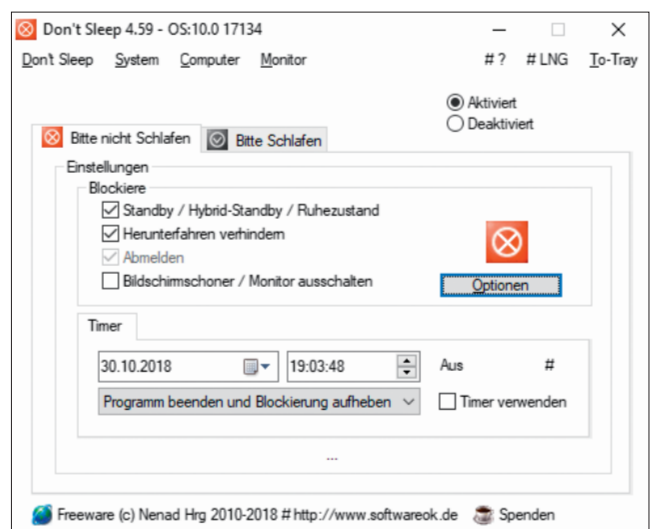 Don't Sleep 4.59 - OS:10.0 17134
Don't Sleep System Computer Monitor # ? # LNG To-Tray
Aktiviert
Deaktiviert
Bitte nicht Schlafen Bitte Schlafen
Einstellungen
Blockiere
Standby / Hybrid-Standby / Ruhezustand
Herunterfahren verhindern
Abmelden
Bildschirmschoner / Monitor ausschalten
Optionen
Timer
30.10.2018 19:03:48 Aus #
Programm beenden und Blockierung aufheben Timer verwenden
...
Freeware (c) Nenad Hrg 2010-2018 # http://www.softwareok.de Spenden